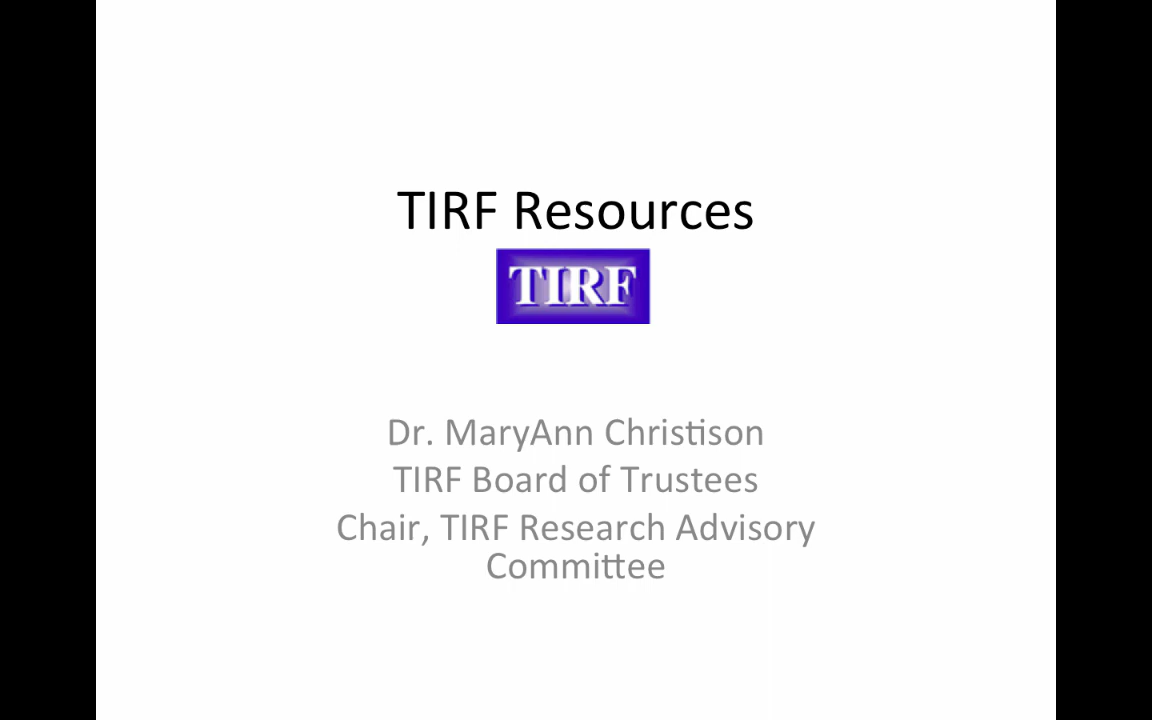 TIRF Resources
TIRF
Dr. MaryAnn Christison
TIRF Board of Trustees
Chair, TIRF Research Advisory
Committee